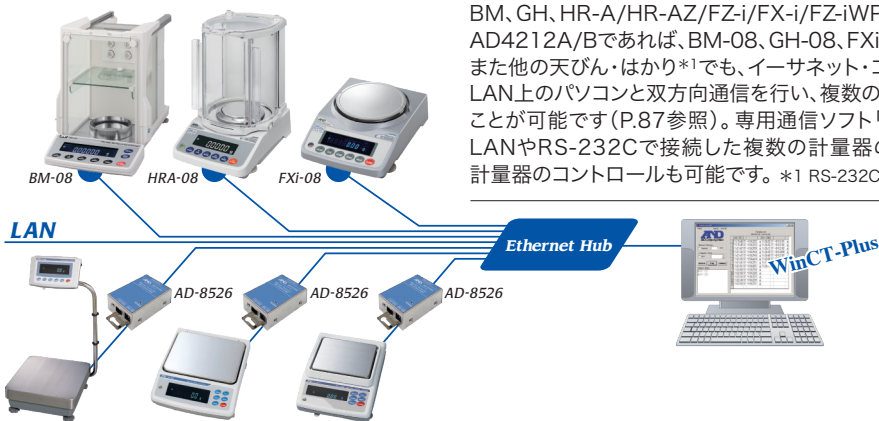 BM、GH、HR-A/HR-AZ/FZ-i/FX-i/FZ-iWP
AD4212A/Bであれば、BM-08、GH-08、FXi
また他の天びん・はかり*1でも、イーサネット・コ
LAN上のパソコンと双方向通信を行い、複数の
ことが可能です（P.87参照）。専用通信ソフト「
LANやRS-232Cで接続した複数の計量器の
計量器のコントロールも可能です。*1 RS-232C
BM-08 HRA-08 FXi-08
LAN
Ethernet Hub
AND
WinCT-Plus
AD-8526 AD-8526 AD-8526